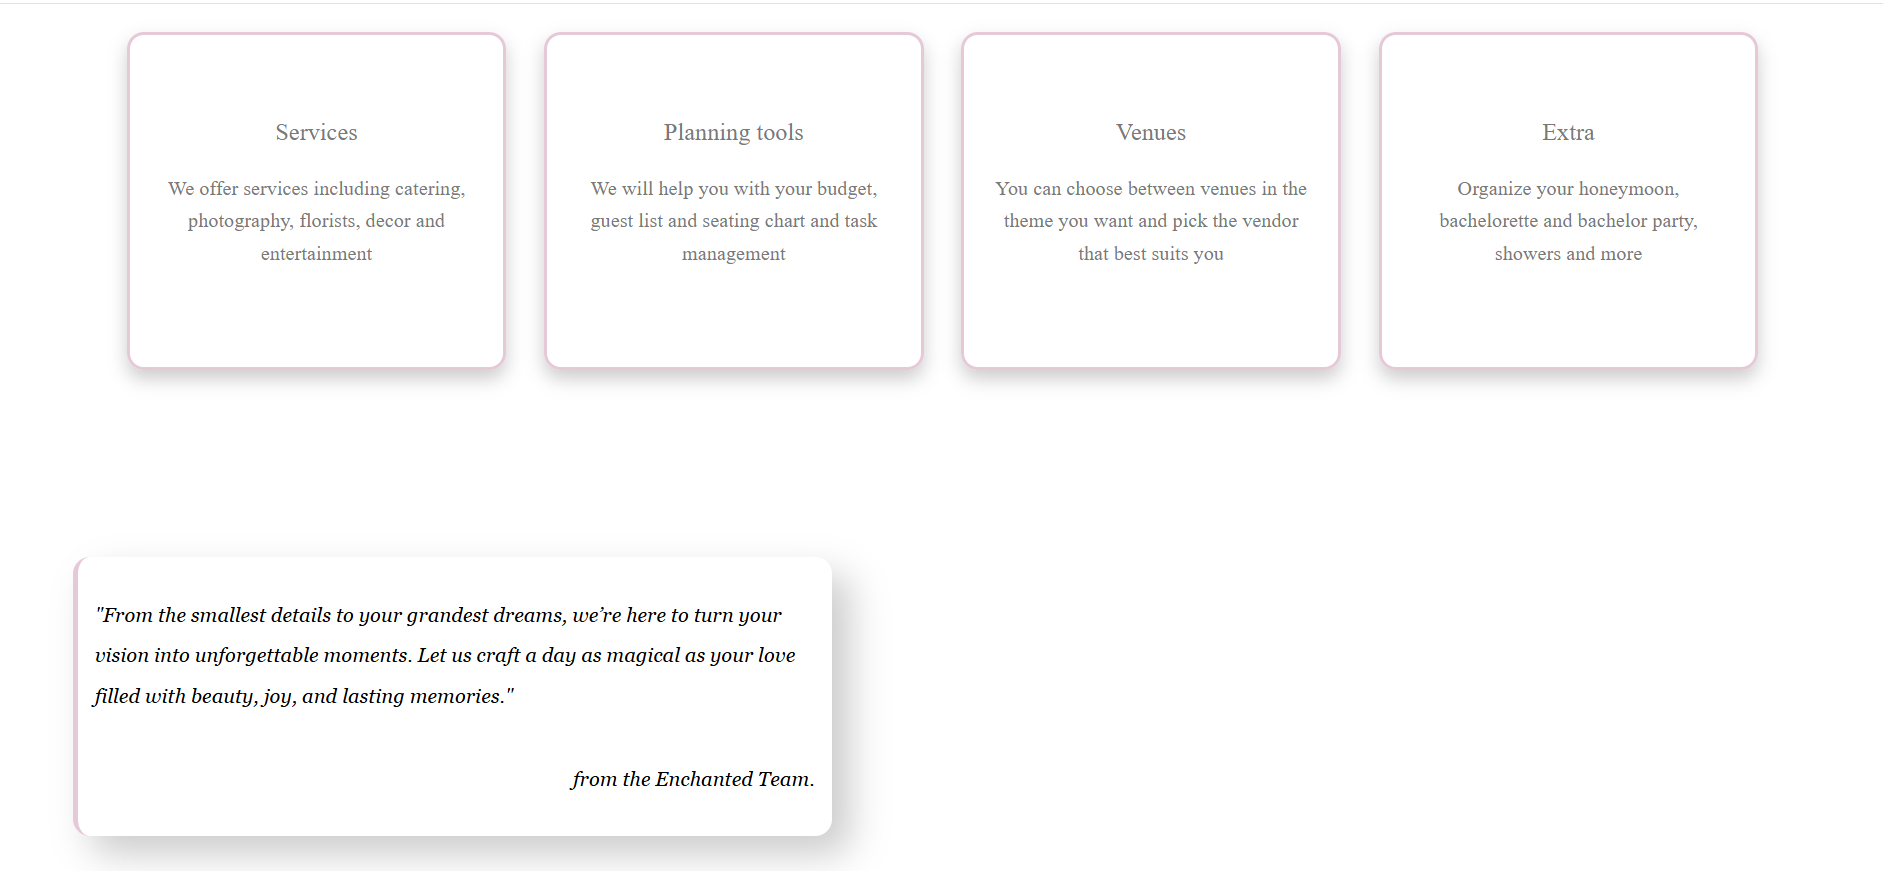 Services
We offer services including catering,
photography, florists, decor and
entertainment
Planning tools
We will help you with your budget,
guest list and seating chart and task
management
Venues
You can choose between venues in the
theme you want and pick the vendor
that best suits you
Extra
Organize your honeymoon,
bachelorette and bachelor party,
showers and more
"From the smallest details to your grandest dreams, we’re here to turn your
vision into unforgettable moments. Let us craft a day as magical as your love
filled with beauty, joy, and lasting memories."
from the Enchanted Team.